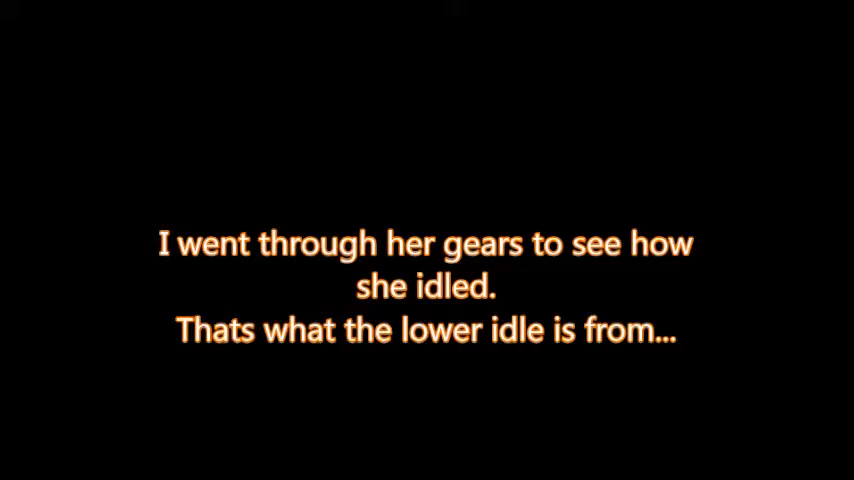 I went through her gears to see how
she idled.
Thats what the lower idle is from...